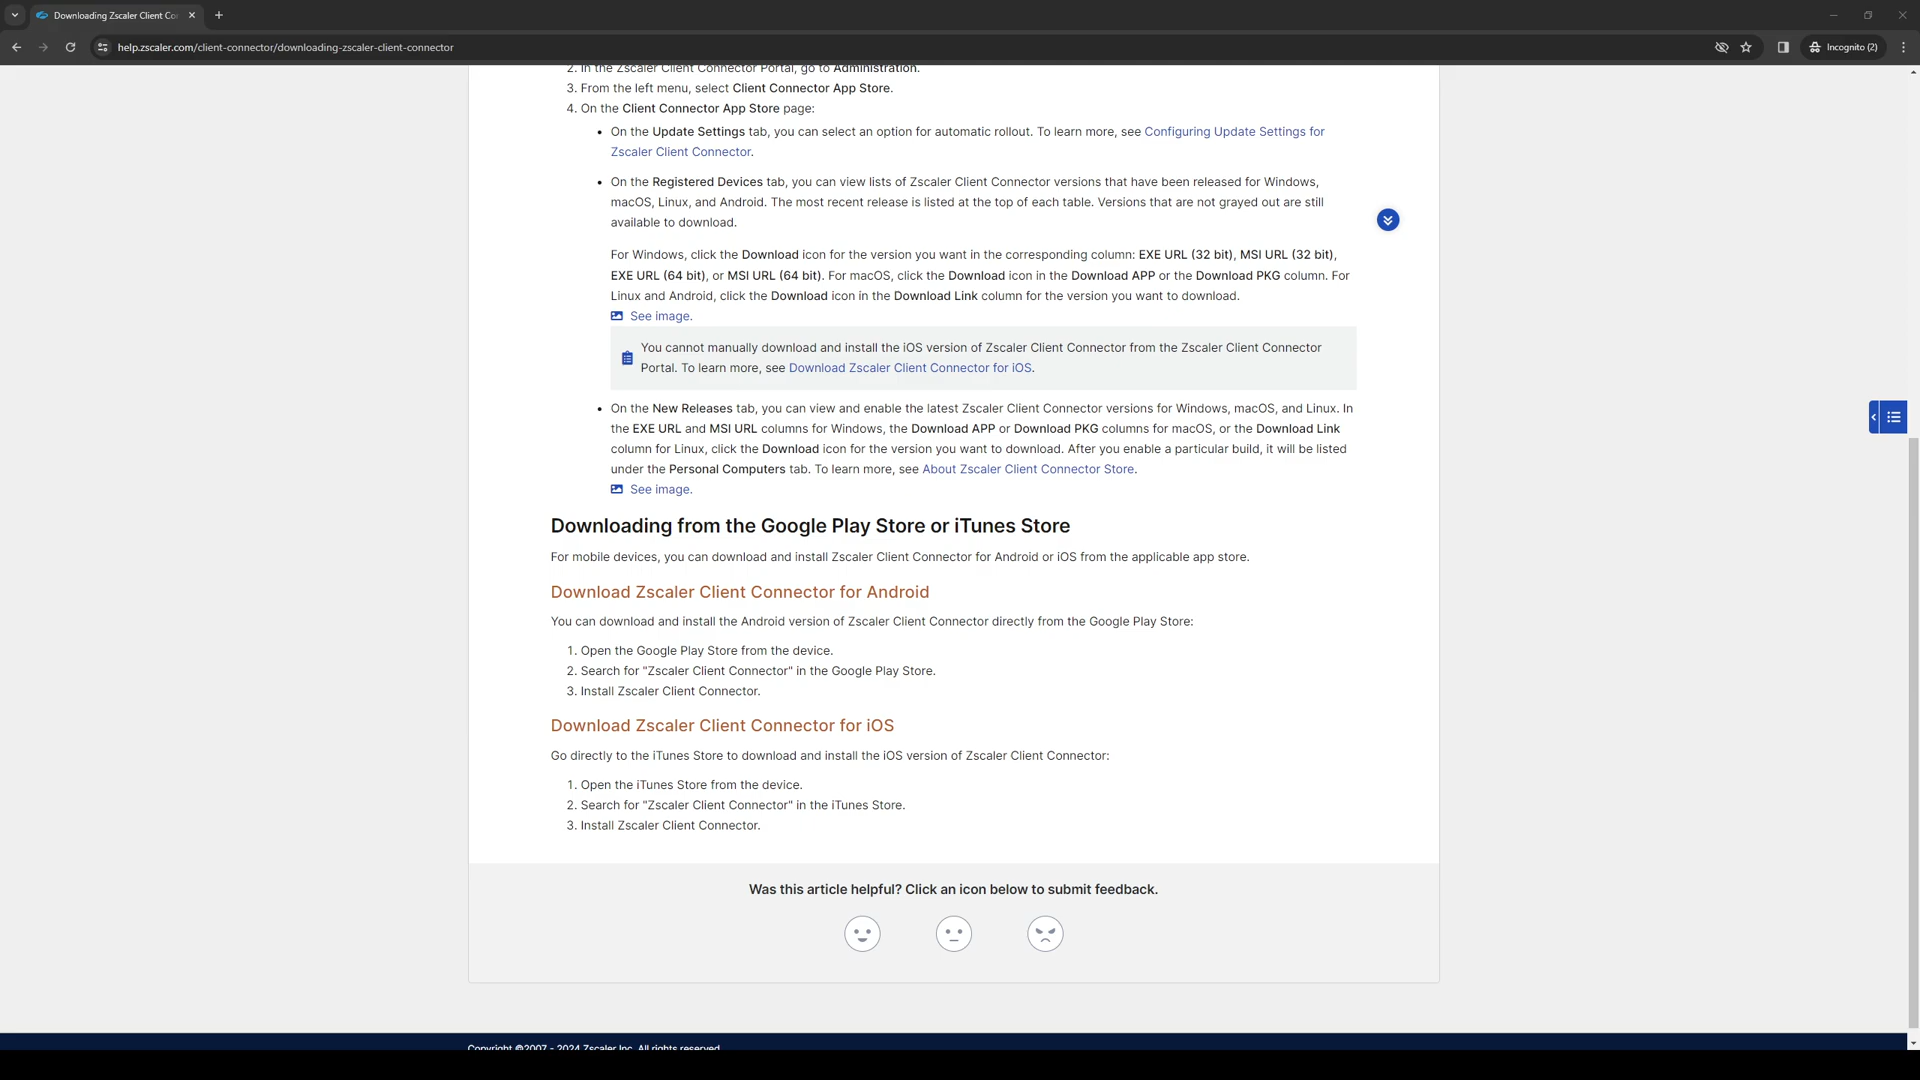 Downloading Zscaler Client Co
help.zscaler.com/client-connector/downloading-zscaler-client-connector
Incognito (2)
2. In the Zscaler Client Connector Portal, go to Administration.
3. From the left menu, select Client Connector App Store.
4. On the Client Connector App Store page:
• On the Update Settings tab, you can select an option for automatic rollout. To learn more, see Configuring Update Settings for
Zscaler Client Connector.
• On the Registered Devices tab, you can view lists of Zscaler Client Connector versions that have been released for Windows,
macOS, Linux, and Android. The most recent release is listed at the top of each table. Versions that are not grayed out are still
available to download.
For Windows, click the Download icon for the version you want in the corresponding column: EXE URL (32 bit), MSI URL (32 bit),
EXE URL (64 bit), or MSI URL (64 bit). For macOS, click the Download icon in the Download APP or the Download PKG column. For
Linux and Android, click the Download icon in the Download Link column for the version you want to download.
See image.
You cannot manually download and install the iOS version of Zscaler Client Connector from the Zscaler Client Connector
Portal. To learn more, see Download Zscaler Client Connector for iOS.
• On the New Releases tab, you can view and enable the latest Zscaler Client Connector versions for Windows, macOS, and Linux. In
the EXE URL and MSI URL columns for Windows, the Download APP or Download PKG columns for macOS, or the Download Link
column for Linux, click the Download icon for the version you want to download. After you enable a particular build, it will be listed
under the Personal Computers tab. To learn more, see About Zscaler Client Connector Store.
See image.
Downloading from the Google Play Store or iTunes Store
For mobile devices, you can download and install Zscaler Client Connector for Android or iOS from the applicable app store.
Download Zscaler Client Connector for Android
You can download and install the Android version of Zscaler Client Connector directly from the Google Play Store:
1. Open the Google Play Store from the device.
2. Search for "Zscaler Client Connector" in the Google Play Store.
3. Install Zscaler Client Connector.
Download Zscaler Client Connector for iOS
Go directly to the iTunes Store to download and install the iOS version of Zscaler Client Connector:
1. Open the iTunes Store from the device.
2. Search for "Zscaler Client Connector" in the iTunes Store.
3. Install Zscaler Client Connector.
Was this article helpful? Click an icon below to submit feedback.
Copyright ©2007 - 2024 Zscaler Inc. All rights reserved.